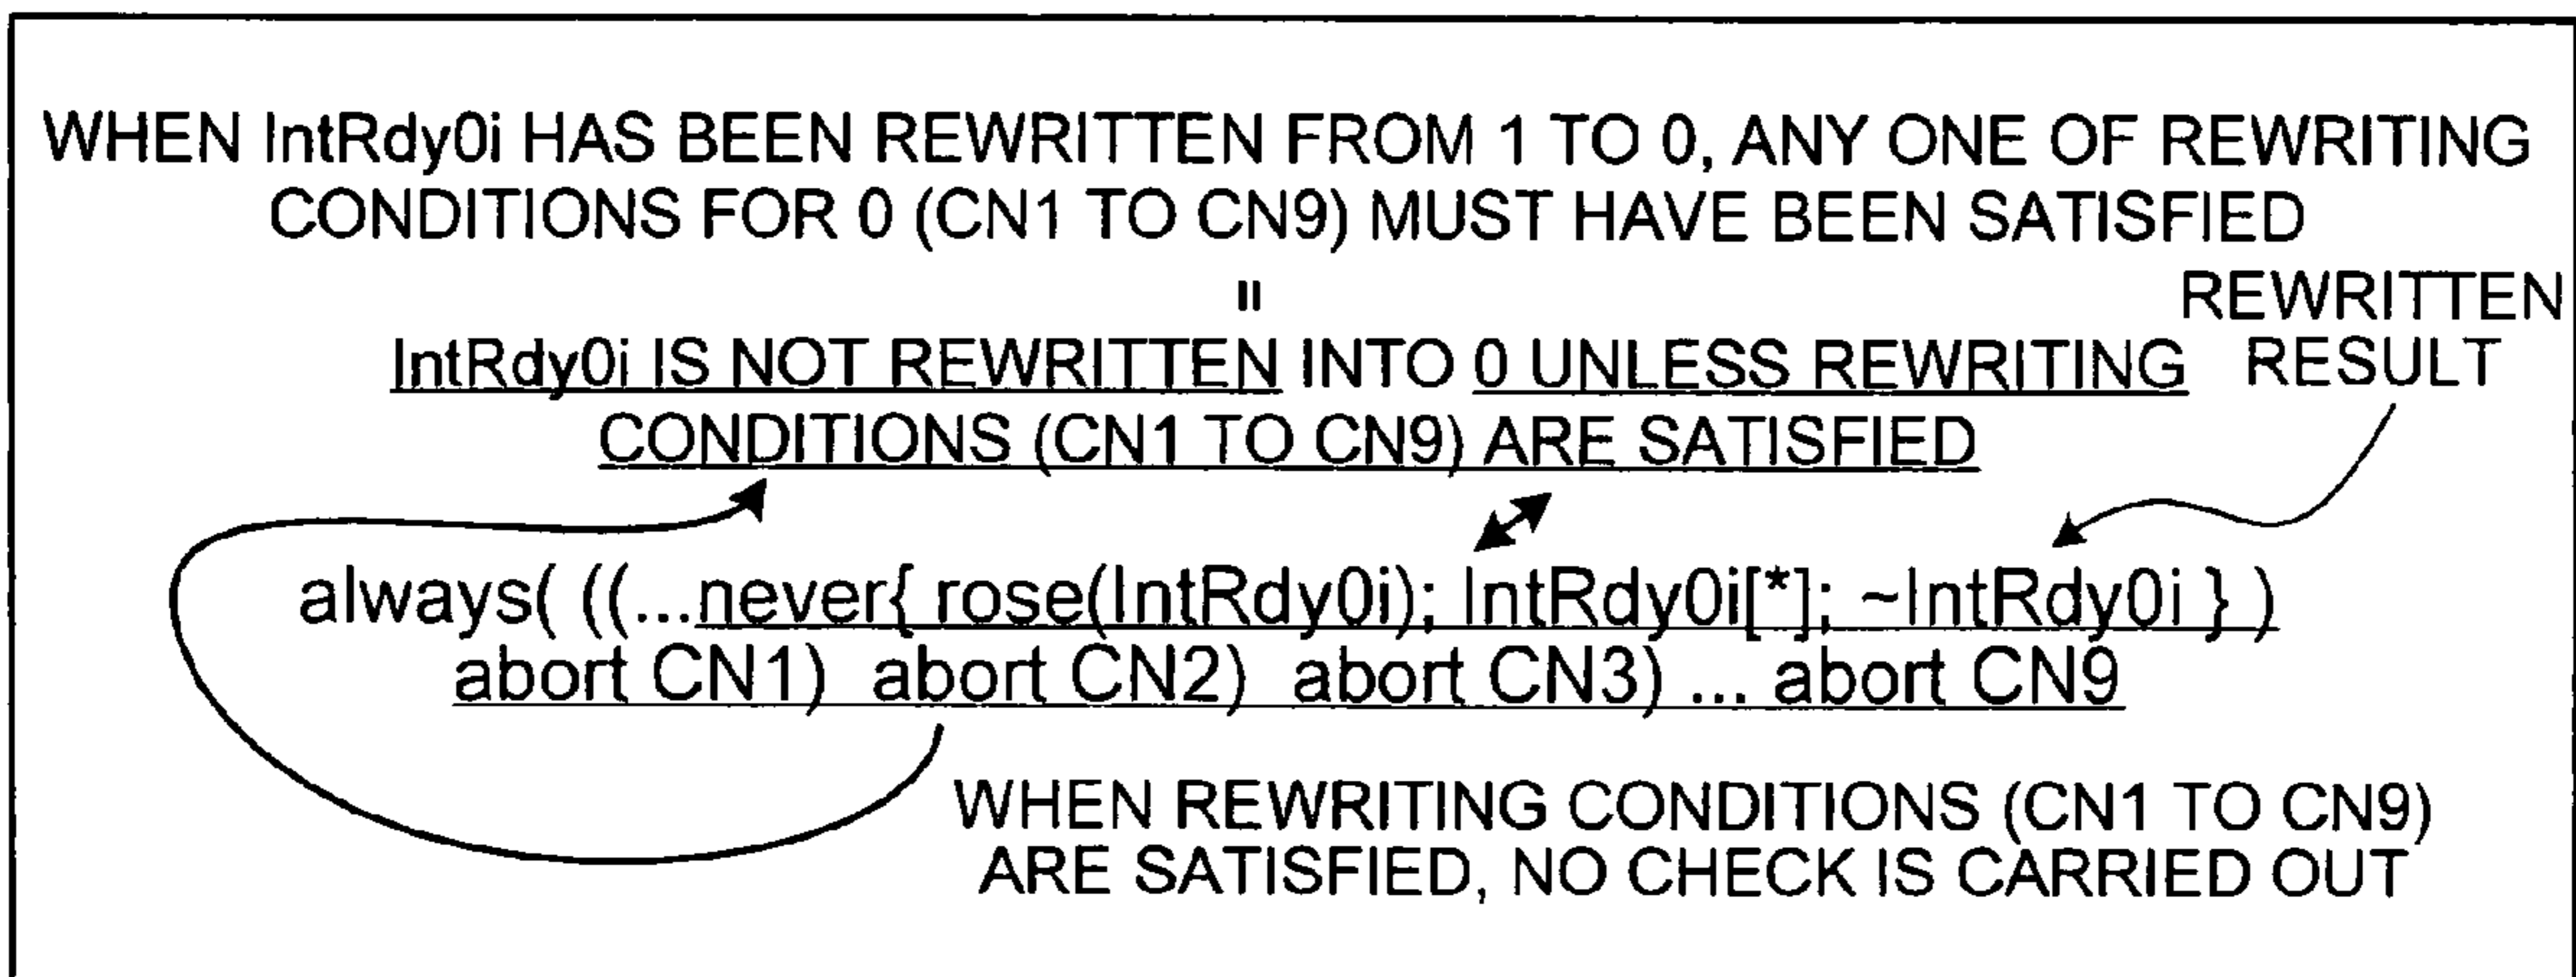 WHEN IntRdy0i HAS BEEN REWRITTEN FROM 1 TO 0, ANY ONE OF REWRITING
CONDITIONS FOR 0 (CN1 TO CN9) MUST HAVE BEEN SATISFIED
=
REWRITTEN
RESULT
IntRdy0i IS NOT REWRITTEN INTO 0 UNLESS REWRITING
CONDITIONS (CN1 TO CN9) ARE SATISFIED
always( ((...never{ rose(IntRdy0i); IntRdy0i[*]; ~IntRdy0i } )
abort CN1) abort CN2) abort CN3) ... abort CN9
WHEN REWRITING CONDITIONS (CN1 TO CN9)
ARE SATISFIED, NO CHECK IS CARRIED OUT